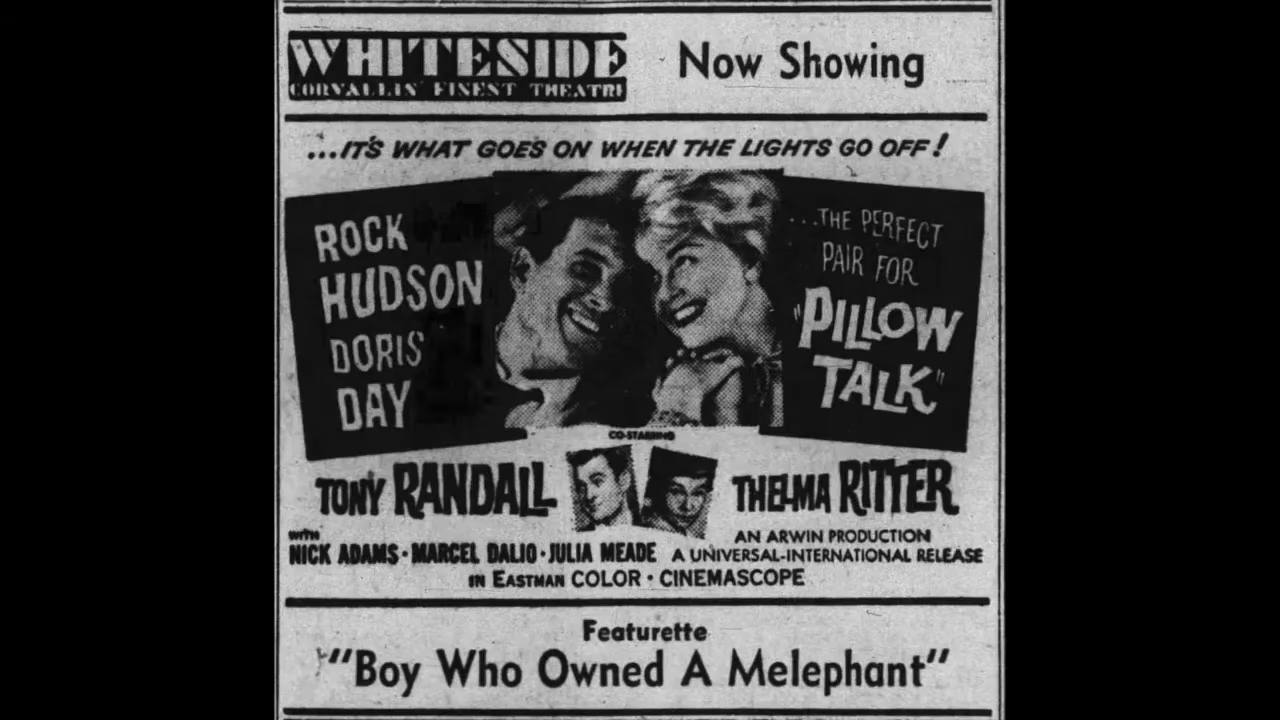 WHITESIDE
CORVALLIS' FINEST THEATRE
Now Showing
...IT'S WHAT GOES ON WHEN THE LIGHTS GO OFF!
ROCK
HUDSON
DORIS
DAY
...THE PERFECT
PAIR FOR
"PILLOW
TALK"
CO-STARRING
TONY RANDALL
THELMA RITTER
with
NICK ADAMS · MARCEL DALIO · JULIA MEADE
AN ARWIN PRODUCTION
A UNIVERSAL-INTERNATIONAL RELEASE
IN EASTMAN COLOR · CINEMASCOPE
Featurette
"Boy Who Owned A Melephant"